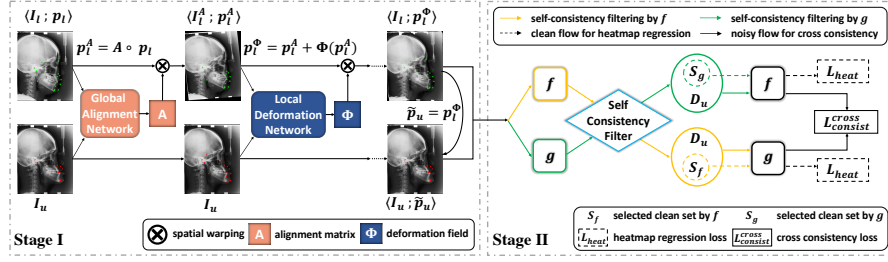 ⟨I_l ; p_l⟩
p_l^A = A ∘ p_l
⟨I_l^A ; p_l^A⟩
p_l^Φ = p_l^A + Φ(p_l^A)
⟨I_l ; p_l^Φ⟩
Global
Alignment
Network
A
Local
Deformation
Network
Φ
p̃_u = p_l^Φ
I_u
I_u
⟨I_u ; p̃_u⟩
Stage I
spatial warping
A
alignment matrix
Φ
deformation field
self-consistency filtering by f
self-consistency filtering by g
clean flow for heatmap regression
noisy flow for cross consistency
f
g
Self
Consistency
Filter
S_g
D_u
D_u
S_f
f
g
L_heat
L_consist^cross
L_heat
Stage II
S_f selected clean set by f
S_g selected clean set by g
L_heat heatmap regression loss
L_consist^cross cross consistency loss